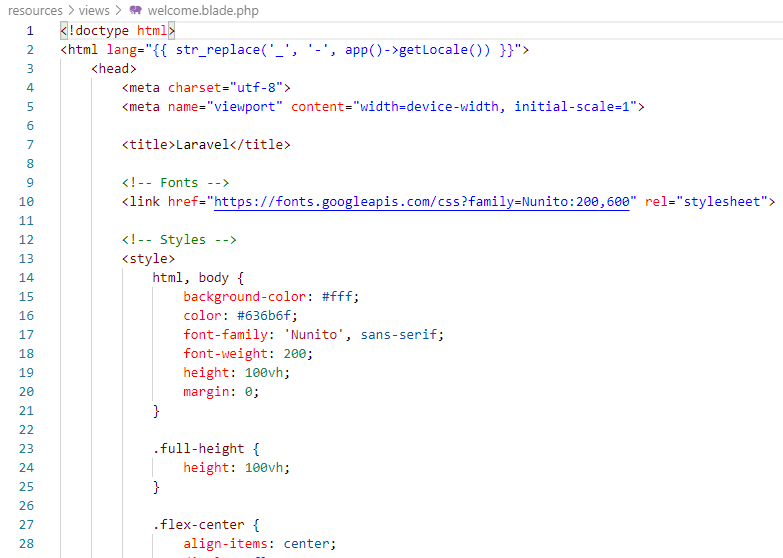 resources > views > welcome.blade.php
1 <!doctype html>
2 <html lang="{{ str_replace('_', '-', app()->getLocale()) }}">
3 <head>
4 <meta charset="utf-8">
5 <meta name="viewport" content="width=device-width, initial-scale=1">
6
7 <title>Laravel</title>
8
9 <!-- Fonts -->
10 <link href="https://fonts.googleapis.com/css?family=Nunito:200,600" rel="stylesheet">
11
12 <!-- Styles -->
13 <style>
14 html, body {
15 background-color: #fff;
16 color: #636b6f;
17 font-family: 'Nunito', sans-serif;
18 font-weight: 200;
19 height: 100vh;
20 margin: 0;
21 }
22
23 .full-height {
24 height: 100vh;
25 }
26
27 .flex-center {
28 align-items: center;